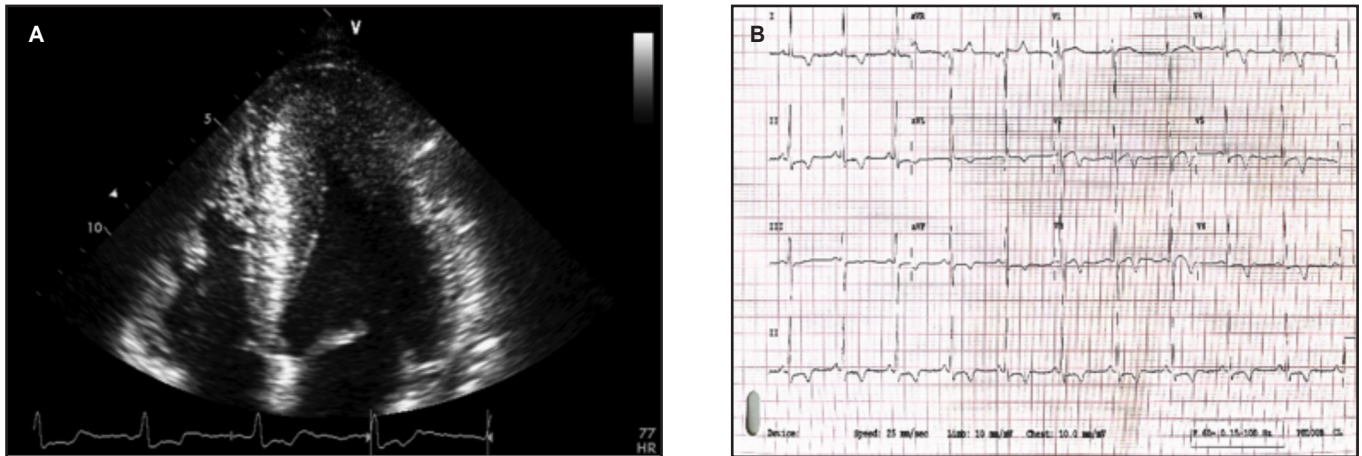 A
V
5
10
77
HR
B
I aVR V1 V4
II aVL V2 V5
III aVF V3 V6
II
Device: Speed: 25 mm/sec Limb: 10 mm/mV Chest: 10.0 mm/mV